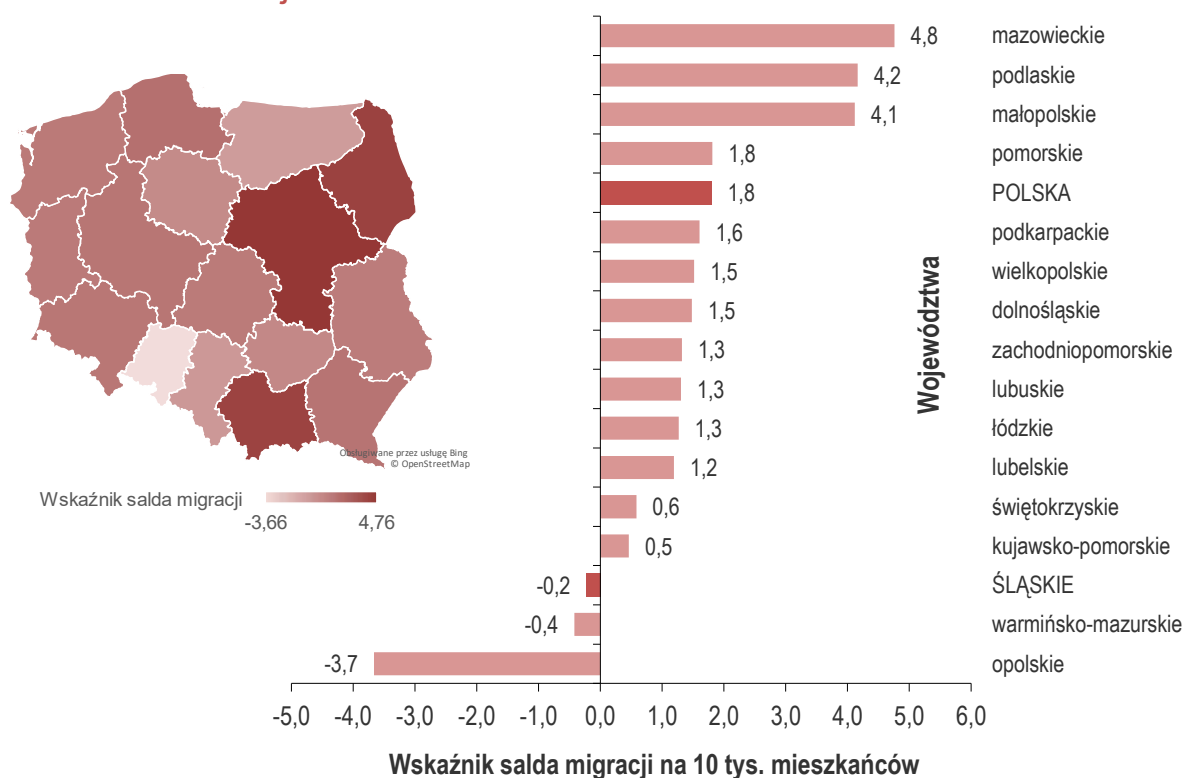 4,8 mazowieckie
4,2 podlaskie
4,1 małopolskie
1,8 pomorskie
1,8 POLSKA
1,6 podkarpackie
1,5 wielkopolskie
1,5 dolnośląskie
1,3 zachodniopomorskie
1,3 lubuskie
1,3 łódzkie
1,2 lubelskie
0,6 świętokrzyskie
0,5 kujawsko-pomorskie
-0,2 ŚLĄSKIE
-0,4 warmińsko-mazurskie
-3,7 opolskie
Województwa
-5,0 -4,0 -3,0 -2,0 -1,0 0,0 1,0 2,0 3,0 4,0 5,0 6,0
Wskaźnik salda migracji na 10 tys. mieszkańców
Obsługiwane przez usługę Bing
© OpenStreetMap
Wskaźnik salda migracji
-3,66 4,76